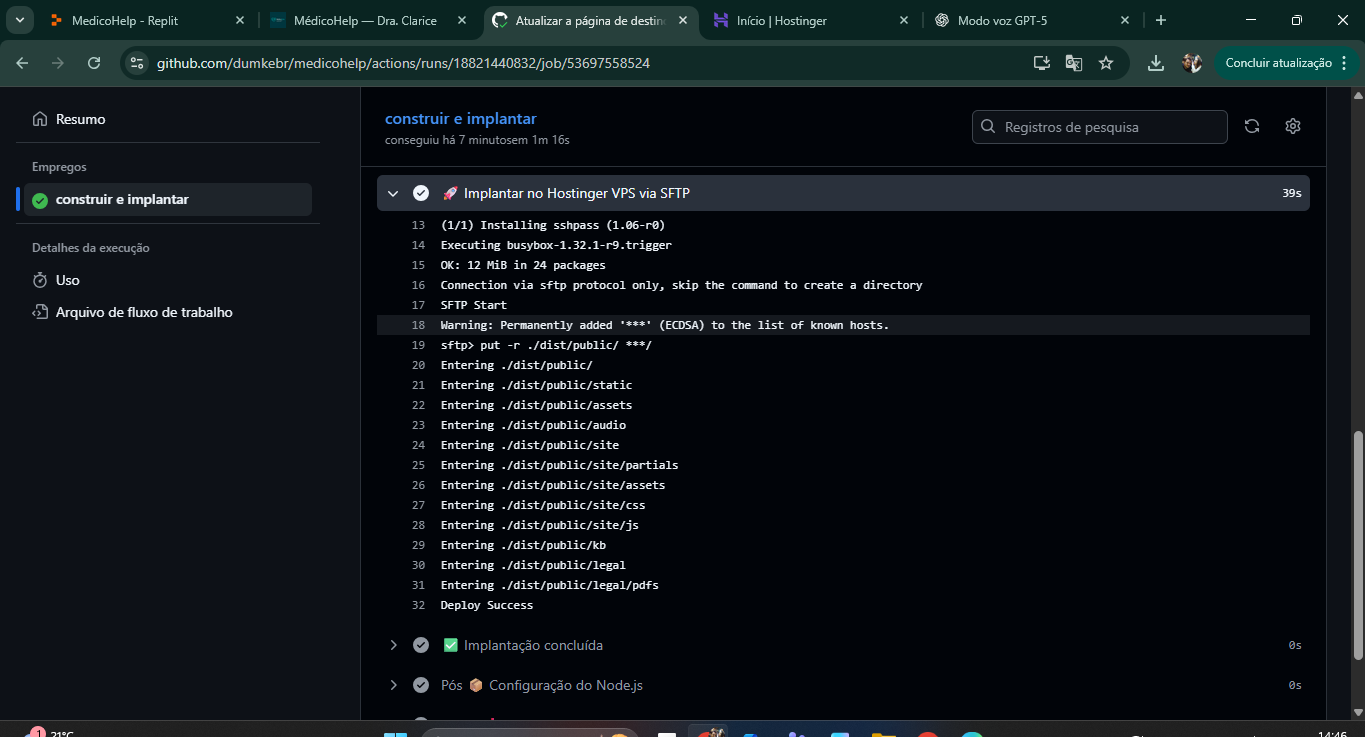 MedicoHelp - Replit
MédicoHelp — Dra. Clarice
Atualizar a página de destino
Início | Hostinger
Modo voz GPT-5
github.com/dumkebr/medicohelp/actions/runs/18821440832/job/53697558524
Concluir atualização
Resumo
Empregos
construir e implantar
Detalhes da execução
Uso
Arquivo de fluxo de trabalho
construir e implantar
conseguiu há 7 minutosem 1m 16s
Registros de pesquisa
🚀 Implantar no Hostinger VPS via SFTP 39s
13 (1/1) Installing sshpass (1.06-r0)
14 Executing busybox-1.32.1-r9.trigger
15 OK: 12 MiB in 24 packages
16 Connection via sftp protocol only, skip the command to create a directory
17 SFTP Start
18 Warning: Permanently added '***' (ECDSA) to the list of known hosts.
19 sftp> put -r ./dist/public/ ***/
20 Entering ./dist/public/
21 Entering ./dist/public/static
22 Entering ./dist/public/assets
23 Entering ./dist/public/audio
24 Entering ./dist/public/site
25 Entering ./dist/public/site/partials
26 Entering ./dist/public/site/assets
27 Entering ./dist/public/site/css
28 Entering ./dist/public/site/js
29 Entering ./dist/public/kb
30 Entering ./dist/public/legal
31 Entering ./dist/public/legal/pdfs
32 Deploy Success
✅ Implantação concluída 0s
Pós 📦 Configuração do Node.js 0s
1
21°C
14:46